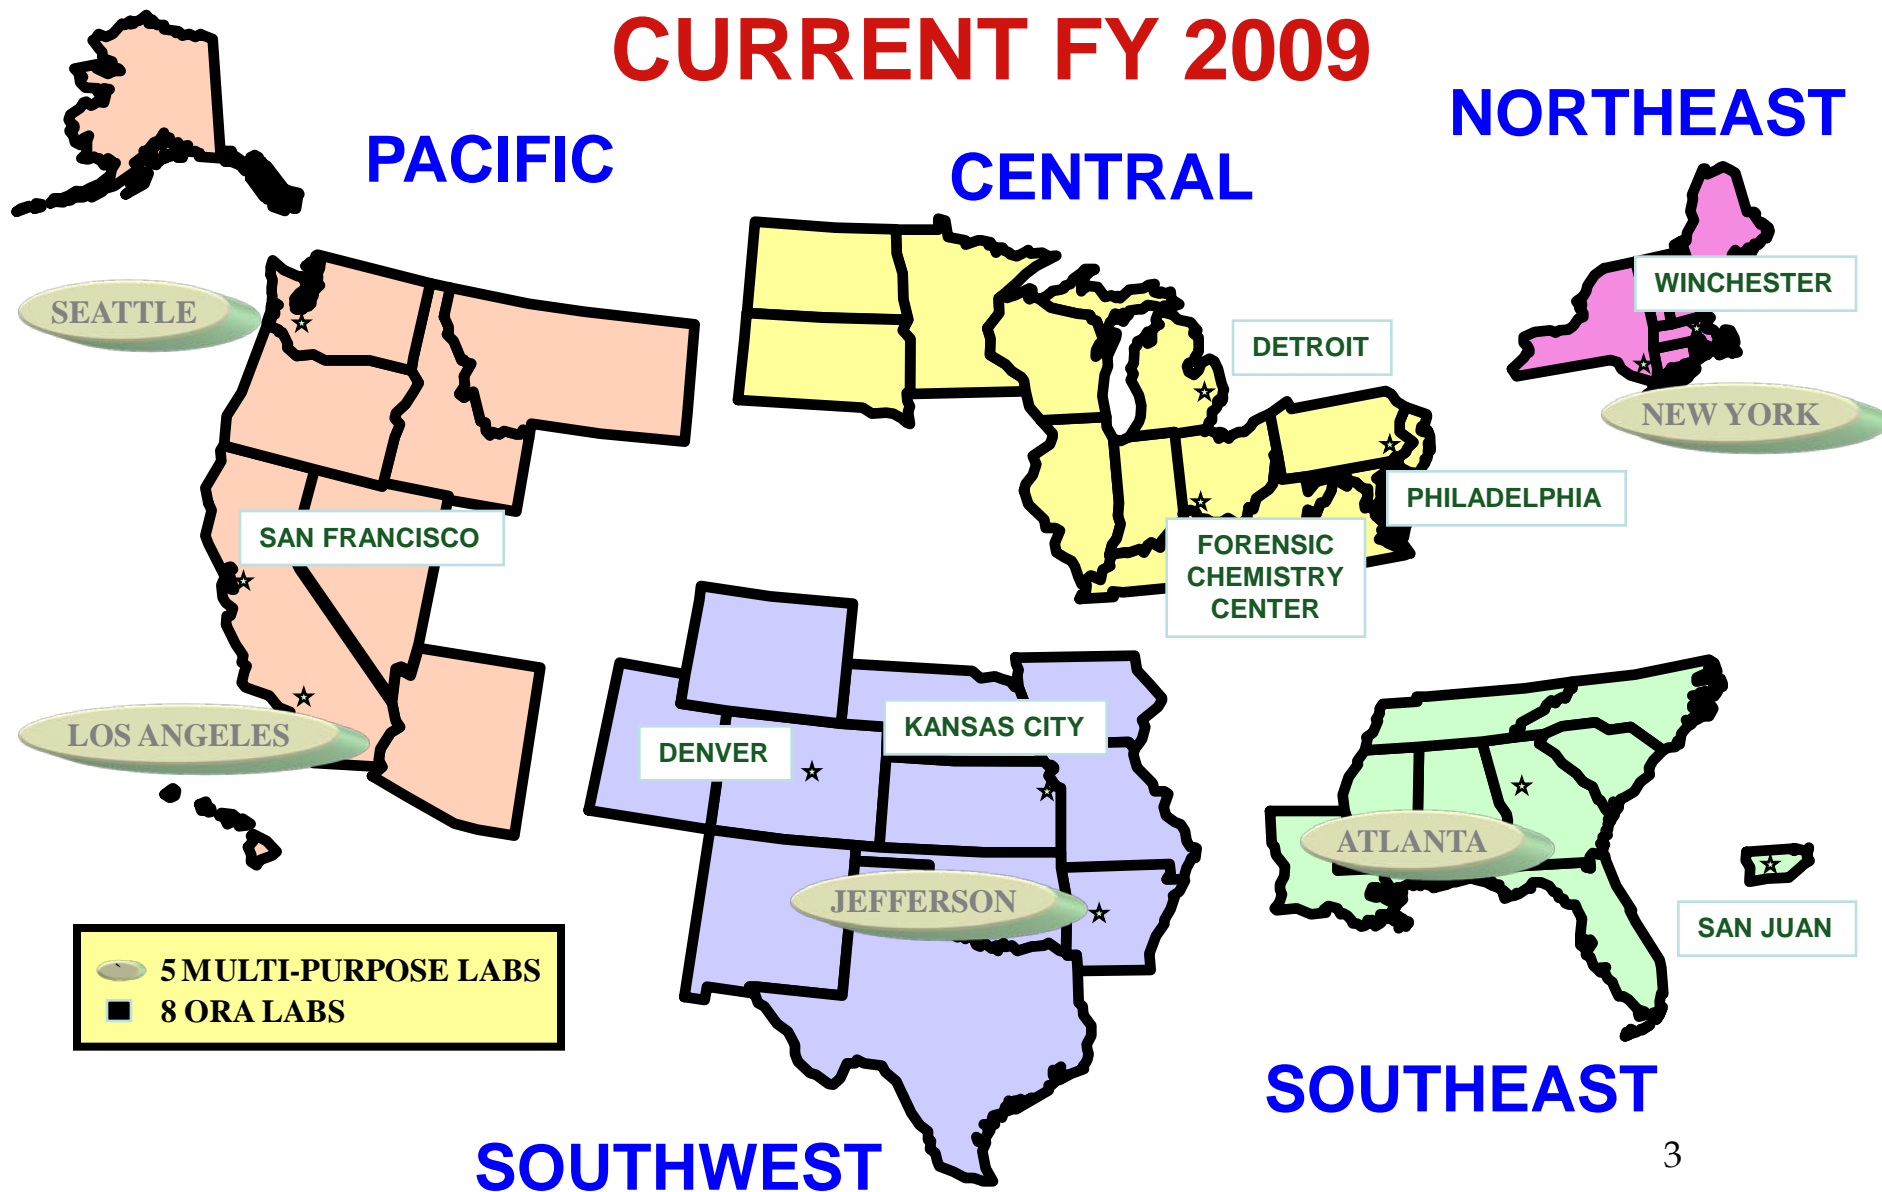 CURRENT FY 2009
NORTHEAST
PACIFIC
CENTRAL
WINCHESTER
SEATTLE
DETROIT
NEW YORK
PHILADELPHIA
SAN FRANCISCO
FORENSIC
CHEMISTRY
CENTER
LOS ANGELES
DENVER
KANSAS CITY
ATLANTA
JEFFERSON
SAN JUAN
5 MULTI-PURPOSE LABS
8 ORA LABS
SOUTHEAST
SOUTHWEST
3